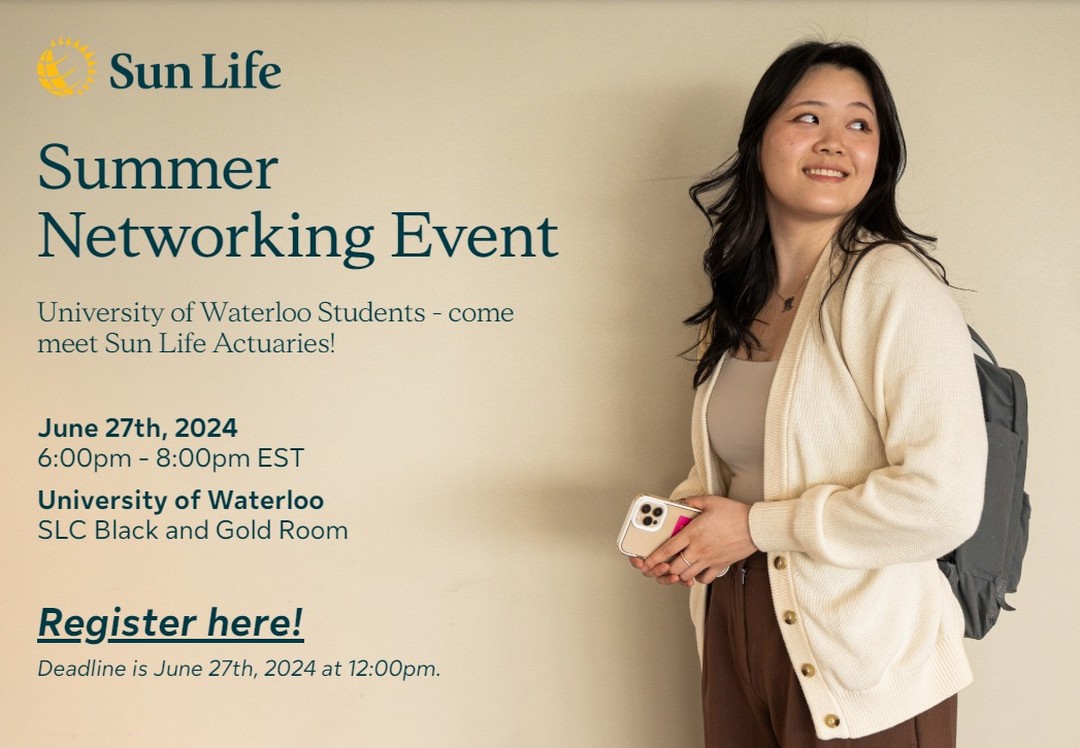 Sun Life
Summer
Networking Event
University of Waterloo Students - come
meet Sun Life Actuaries!
June 27th, 2024
6:00pm - 8:00pm EST
University of Waterloo
SLC Black and Gold Room
Register here!
Deadline is June 27th, 2024 at 12:00pm.